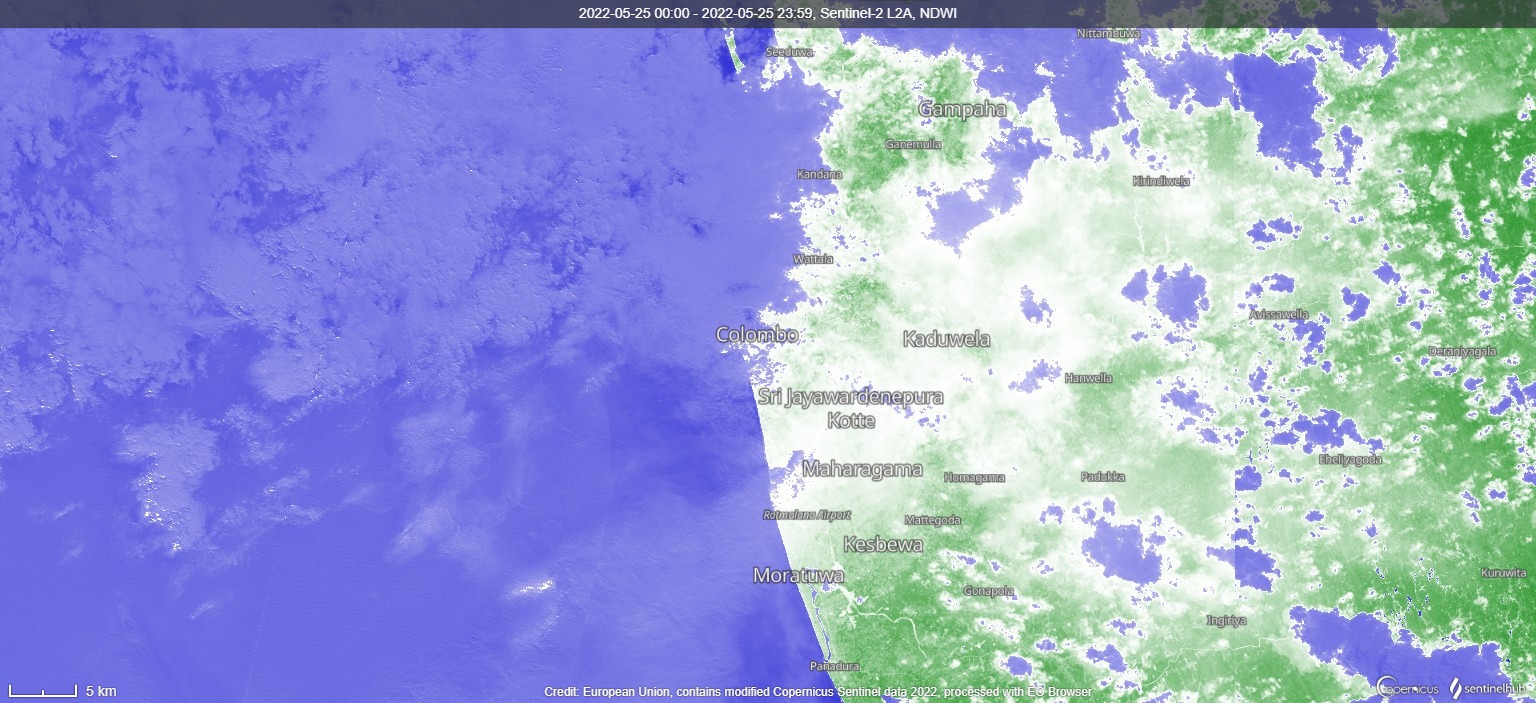 2022-05-25 00:00 - 2022-05-25 23:59, Sentinel-2 L2A, NDWI
Nittambuwa
Seeduwa
Gampaha
Ganemulla
Kandana
Kirindiwela
Wattala
Avissawella
Colombo
Kaduwela
Deraniyagala
Hanwella
Sri Jayawardenepura
Kotte
Eheliyagoda
Maharagama
Homagama
Padukka
Ratmalana Airport
Mattegoda
Kesbewa
Moratuwa
Kuruwita
Gonapola
Ingiriya
Panadura
5 km
Credit: European Union, contains modified Copernicus Sentinel data 2022, processed with EO Browser
opernicus
sentinelhub